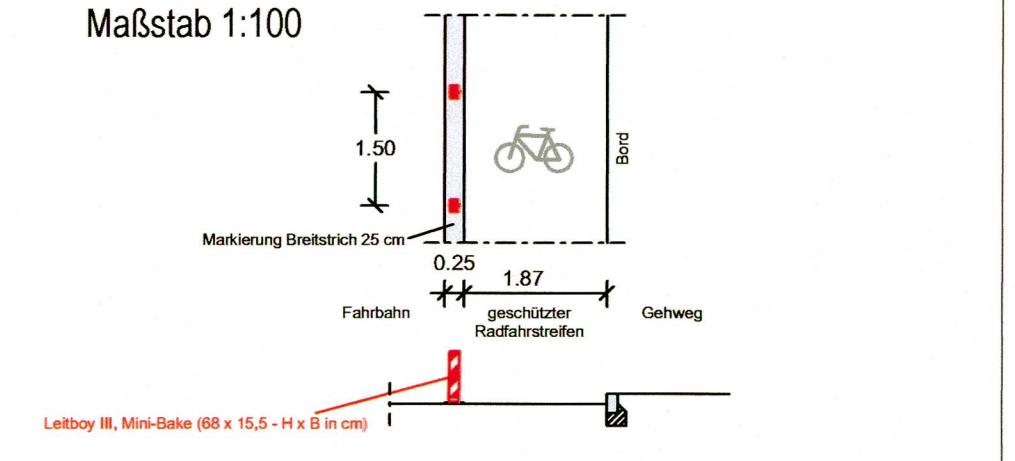 Maßstab 1:100
1.50
Bord
Markierung Breitstrich 25 cm
0.25
1.87
Fahrbahn
geschützter
Radfahrstreifen
Gehweg
Leitboy III, Mini-Bake (68 x 15,5 - H x B in cm)